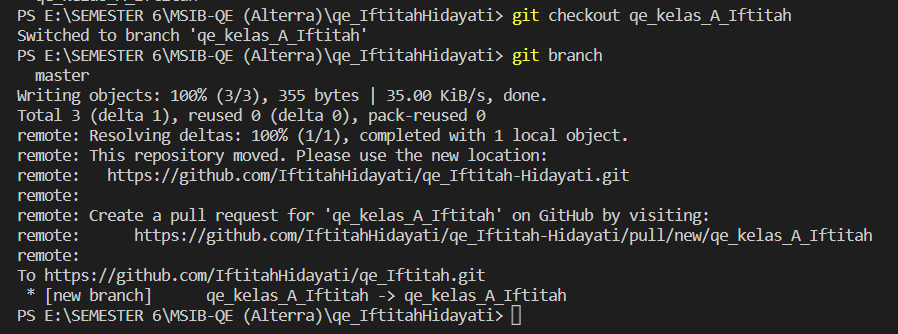 PS E:\SEMESTER 6\MSIB-QE (Alterra)\qe_IftitahHidayati> git checkout qe_kelas_A_Iftitah
Switched to branch 'qe_kelas_A_Iftitah'
PS E:\SEMESTER 6\MSIB-QE (Alterra)\qe_IftitahHidayati> git branch
  master
Writing objects: 100% (3/3), 355 bytes | 35.00 KiB/s, done.
Total 3 (delta 1), reused 0 (delta 0), pack-reused 0
remote: Resolving deltas: 100% (1/1), completed with 1 local object.
remote: This repository moved. Please use the new location:
remote:   https://github.com/IftitahHidayati/qe_Iftitah-Hidayati.git
remote:
remote: Create a pull request for 'qe_kelas_A_Iftitah' on GitHub by visiting:
remote:      https://github.com/IftitahHidayati/qe_Iftitah-Hidayati/pull/new/qe_kelas_A_Iftitah
remote:
To https://github.com/IftitahHidayati/qe_Iftitah.git
 * [new branch]      qe_kelas_A_Iftitah -> qe_kelas_A_Iftitah
PS E:\SEMESTER 6\MSIB-QE (Alterra)\qe_IftitahHidayati>